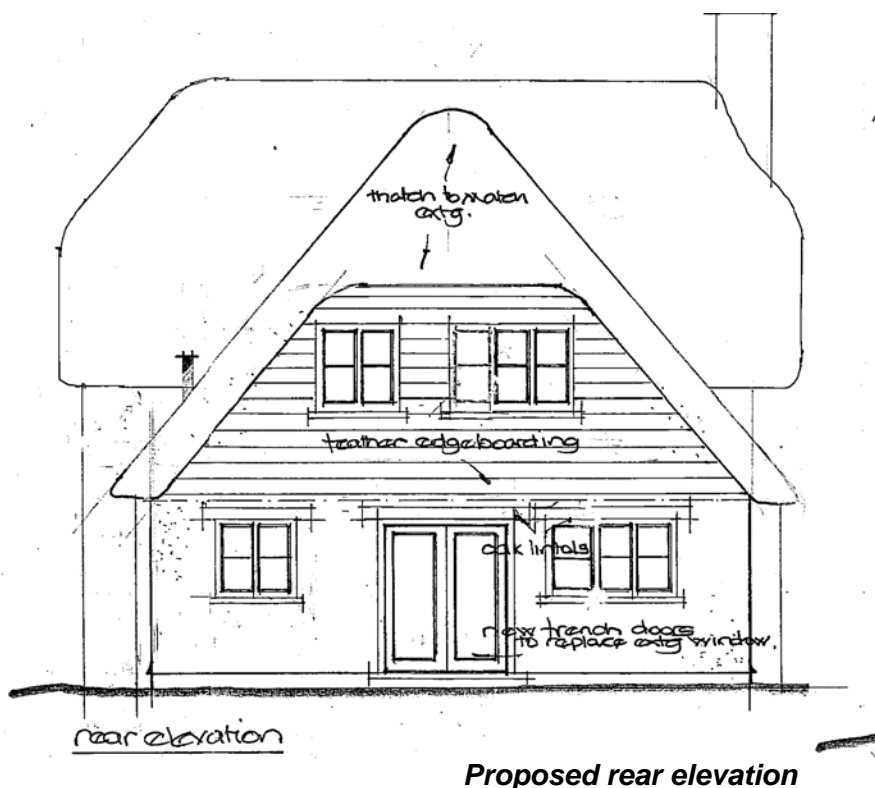 thatch to match
extg.
feather edgeboarding
oak lintols
new french doors
to replace extg window.
rear elevation
Proposed rear elevation